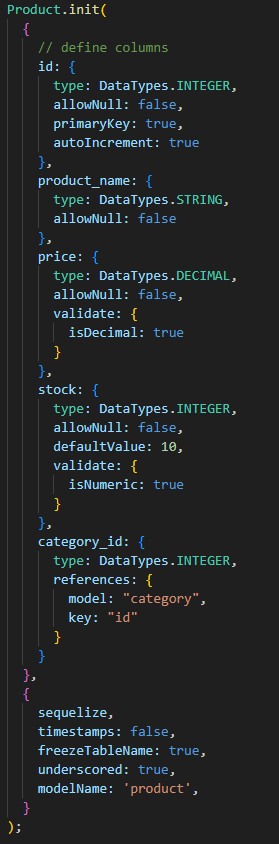 Product.init(
  {
    // define columns
    id: {
      type: DataTypes.INTEGER,
      allowNull: false,
      primaryKey: true,
      autoIncrement: true
    },
    product_name: {
      type: DataTypes.STRING,
      allowNull: false
    },
    price: {
      type: DataTypes.DECIMAL,
      allowNull: false,
      validate: {
        isDecimal: true
      }
    },
    stock: {
      type: DataTypes.INTEGER,
      allowNull: false,
      defaultValue: 10,
      validate: {
        isNumeric: true
      }
    },
    category_id: {
      type: DataTypes.INTEGER,
      references: {
        model: "category",
        key: "id"
      }
    }
  },
  {
    sequelize,
    timestamps: false,
    freezeTableName: true,
    underscored: true,
    modelName: 'product',
  }
);